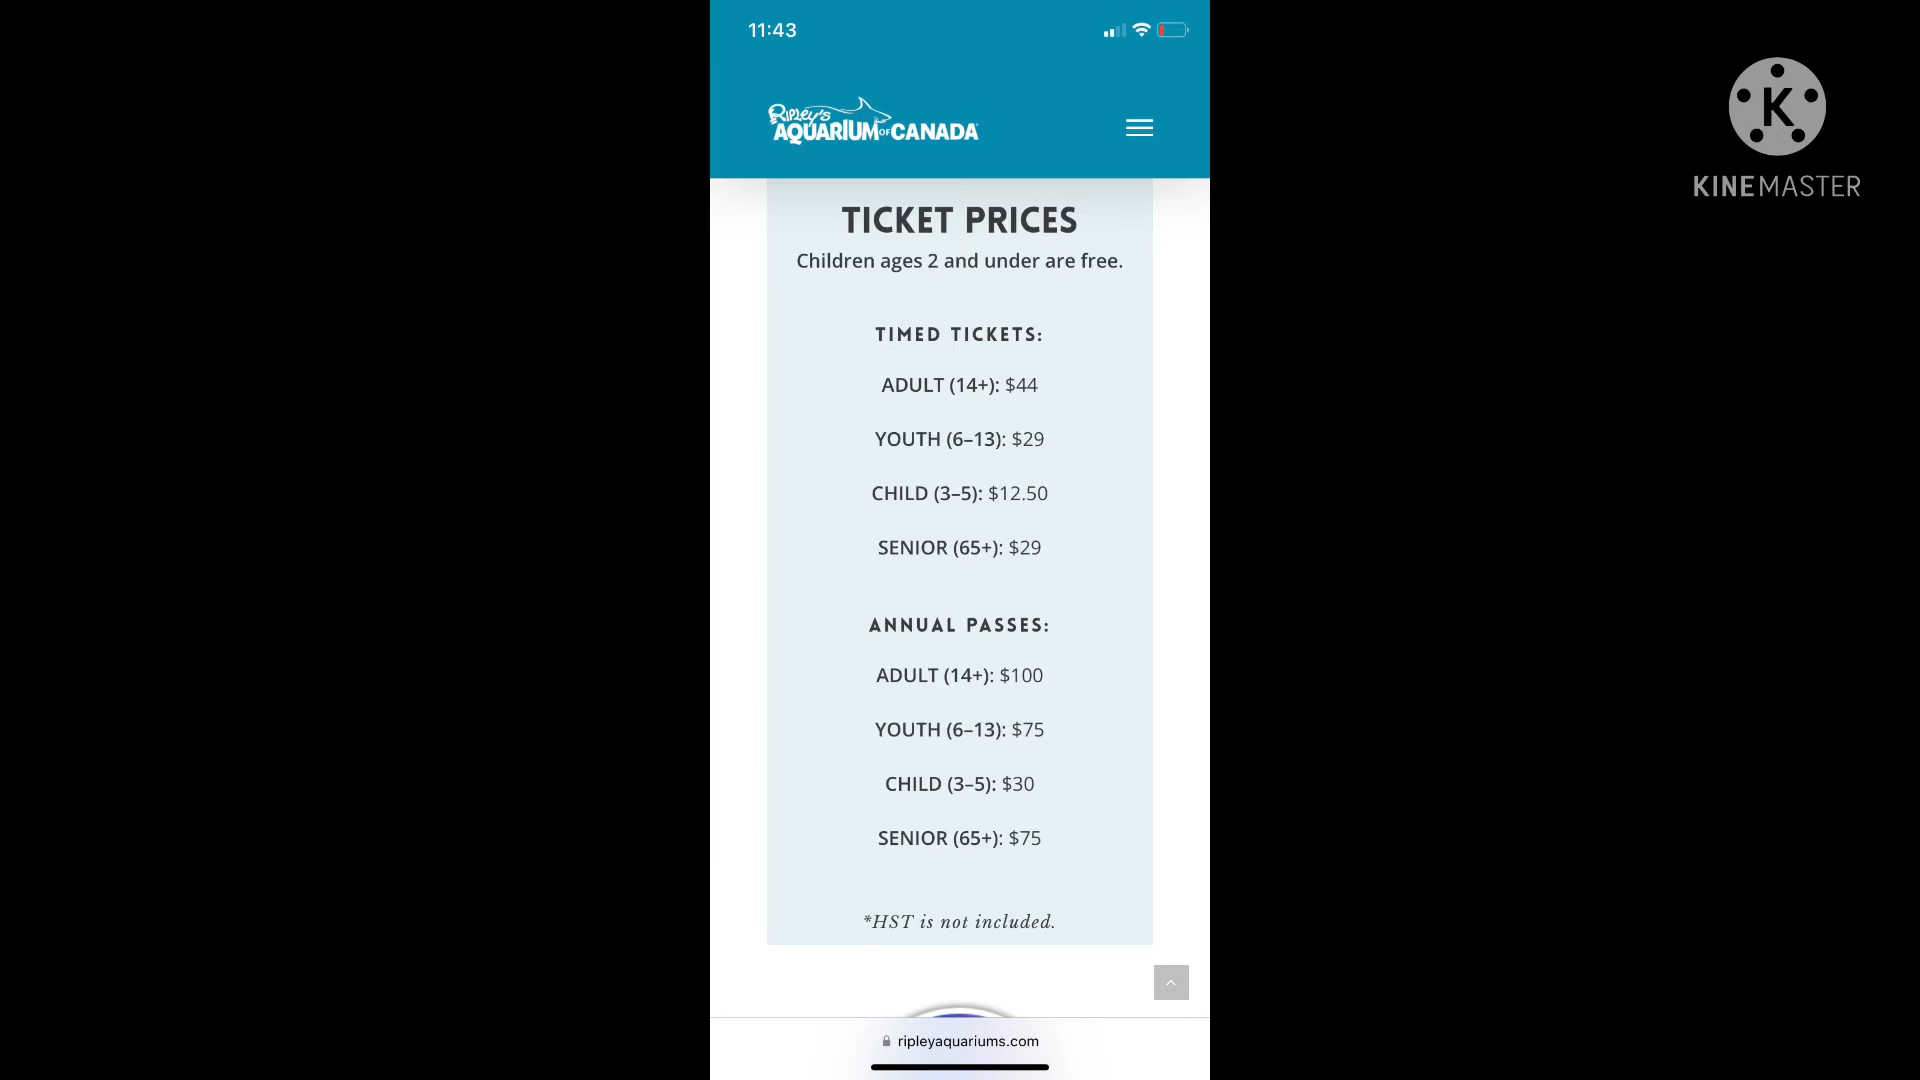 11:43
Ripley's
AQUARIUM OF CANADA
K
KINEMASTER
TICKET PRICES
Children ages 2 and under are free.
TIMED TICKETS:
ADULT (14+): $44
YOUTH (6–13): $29
CHILD (3–5): $12.50
SENIOR (65+): $29
ANNUAL PASSES:
ADULT (14+): $100
YOUTH (6–13): $75
CHILD (3–5): $30
SENIOR (65+): $75
*HST is not included.
ripleyaquariums.com